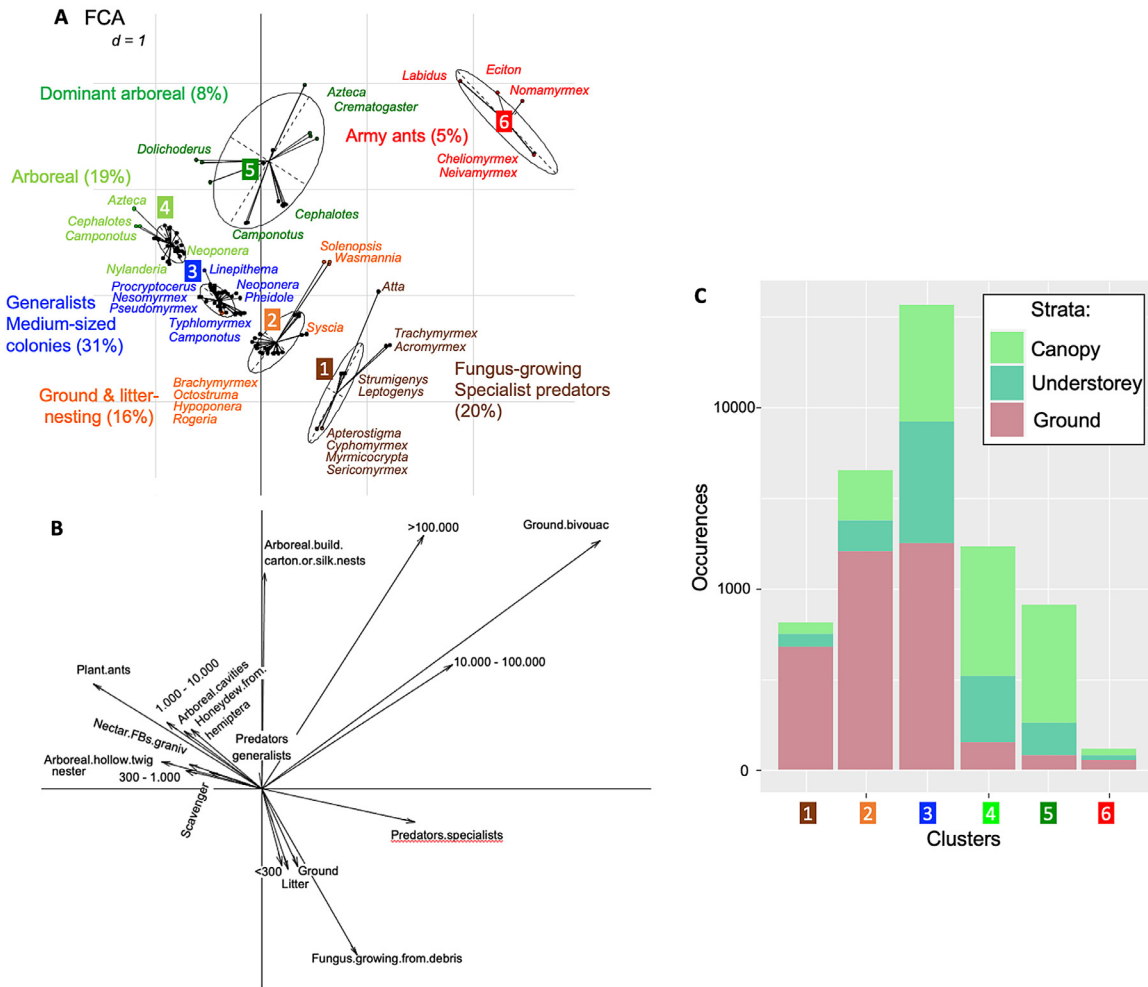 A FCA
d = 1
Dominant arboreal (8%)
Azteca
Crematogaster
Dolichoderus
5
Cephalotes
Camponotus
Labidus
Eciton
Nomamyrmex
6
Army ants (5%)
Cheliomyrmex
Neivamyrmex
Arboreal (19%)
Azteca
4
Cephalotes
Camponotus
Neoponera
Nylanderia
3
Linepithema
Procryptocerus
Nesomyrmex
Pseudomyrmex
Neoponera
Pheidole
Typhlomyrmex
Camponotus
Generalists
Medium-sized
colonies (31%)
Solenopsis
Wasmannia
2
Syscia
Ground & litter-
nesting (16%)
Brachymyrmex
Octostruma
Hypoponera
Rogeria
Atta
Trachymyrmex
Acromyrmex
1
Strumigenys
Leptogenys
Fungus-growing
Specialist predators
(20%)
Apterostigma
Cyphomyrmex
Myrmicocrypta
Sericomyrmex
B
>100.000
Ground.bivouac
Arboreal.build.
carton.or.silk.nests
10.000 - 100.000
Plant.ants
1.000 - 10.000
Arboreal.cavities
Honeydew.from.
hemiptera
Nectar.FBs.graniv
Predators
generalists
Arboreal.hollow.twig
nester
300 - 1.000
Scavenger
Predators.specialists
<300
Ground
Litter
Fungus.growing.from.debris
C
Strata:
Canopy
Understorey
Ground
Occurences
10000
1000
0
1 2 3 4 5 6
Clusters